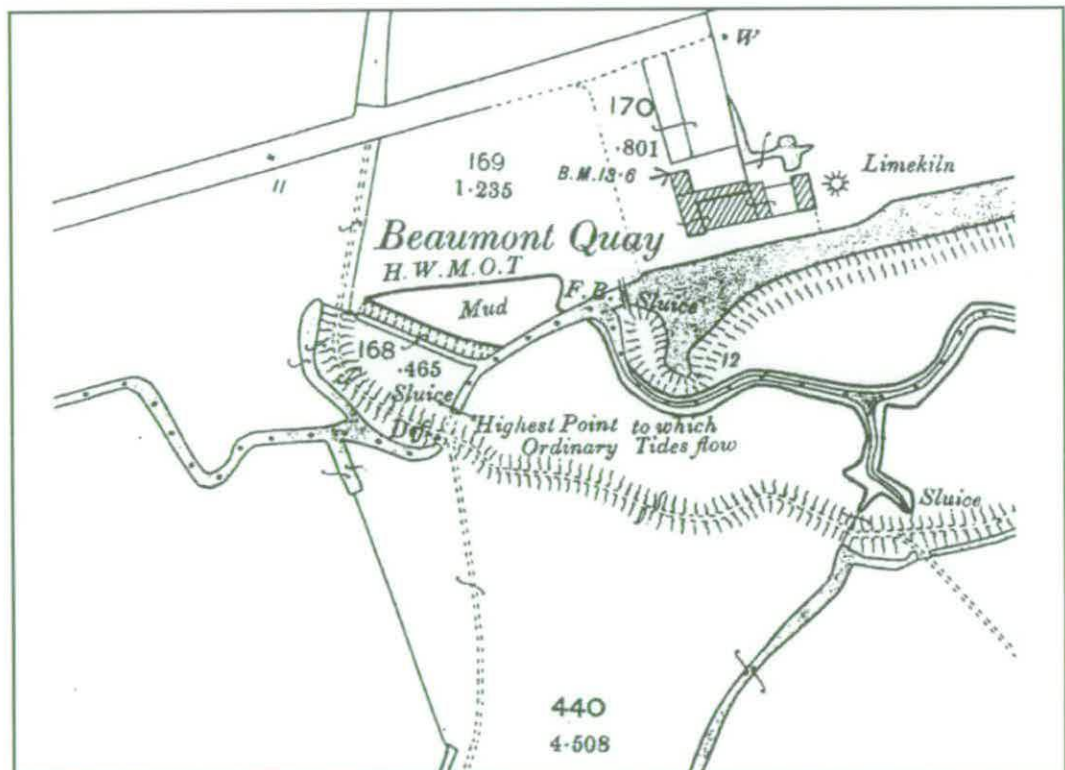 W
170
·801
169
1·235
11
B.M.13·6
Limekiln
Beaumont Quay
H.W.M.O.T
Mud
F.B
Sluice
168
·465
Sluice
12
Highest Point to which
Ordinary Tides flow
Sluice
440
4·508